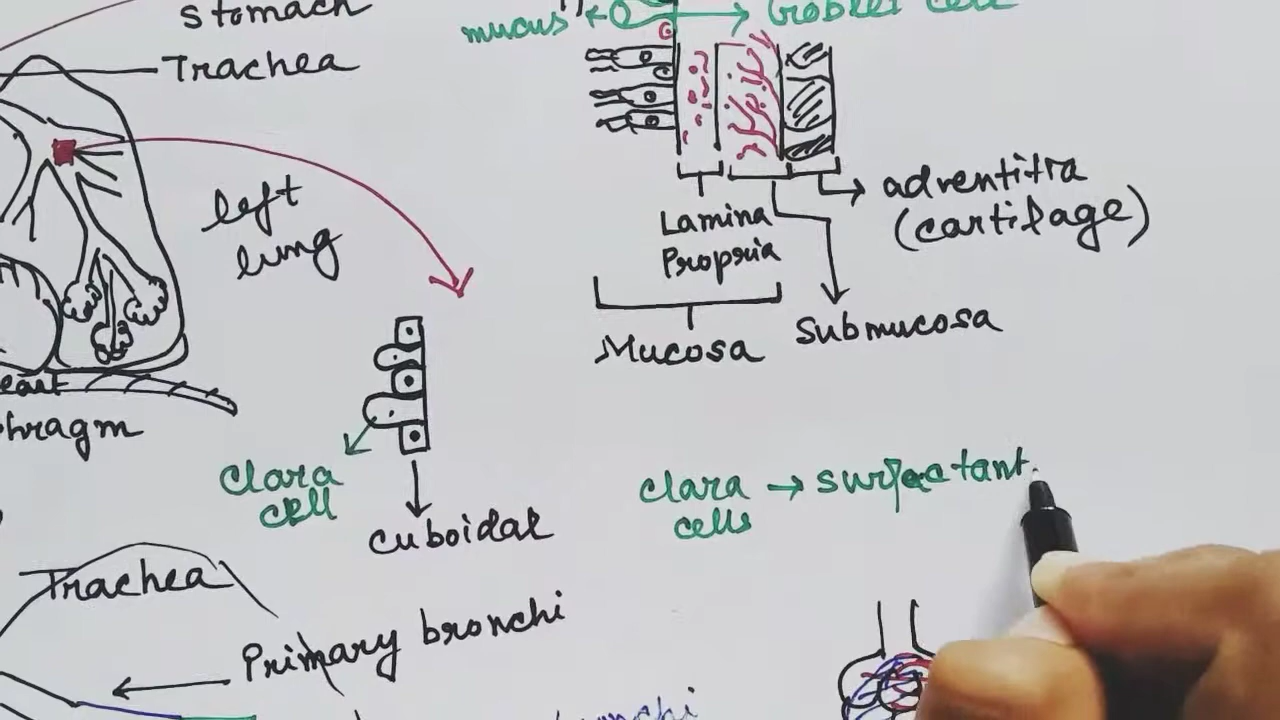 stomach
Trachea
mucus
Goblet cell
left
lung
adventitia
(cartilage)
Lamina
Propria
Mucosa
submucosa
clara
cell
cuboidal
clara → surfactant
cells
Trachea
Primary bronchi